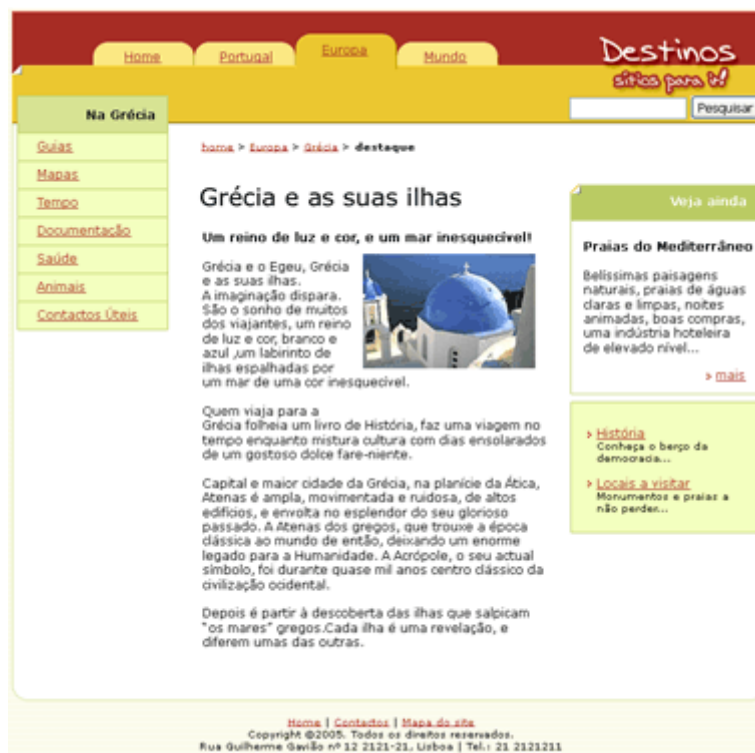 Home
Portugal
Europa
Mundo
Destinos
sítios para ir!
Pesquisar
Na Grécia
Guias
Mapas
Tempo
Documentação
Saúde
Animais
Contactos Úteis
home > Europa > Grécia > destaque
Grécia e as suas ilhas
Um reino de luz e cor, e um mar inesquecível!
Grécia e o Egeu, Grécia
e as suas ilhas.
A imaginação dispara.
São o sonho de muitos
dos viajantes, um reino
de luz e cor, branco e
azul ,um labirinto de
ilhas espalhadas por
um mar de uma cor inesquecível.
Quem viaja para a
Grécia folheia um livro de História, faz uma viagem no
tempo enquanto mistura cultura com dias ensolarados
de um gostoso dolce fare-niente.
Capital e maior cidade da Grécia, na planície da Ática,
Atenas é ampla, movimentada e ruidosa, de altos
edifícios, e envolta no esplendor do seu glorioso
passado. A Atenas dos gregos, que trouxe a época
clássica ao mundo de então, deixando um enorme
legado para a Humanidade. A Acrópole, o seu actual
símbolo, foi durante quase mil anos centro clássico da
civilização ocidental.
Depois é partir à descoberta das ilhas que salpicam
"os mares" gregos.Cada ilha é uma revelação, e
diferem umas das outras.
Veja ainda
Praias do Mediterrâneo
Belíssimas paisagens
naturais, praias de águas
claras e limpas, noites
animadas, boas compras,
uma indústria hoteleira
de elevado nível...
> mais
> História
Conheça o berço da
democracia...
> Locais a visitar
Monumentos e praias a
não perder...
Home | Contactos | Mapa do site
Copyright @2005. Todos os direitos reservados.
Rua Guilherme Gavião nº 12 2121-21, Lisboa | Tel.: 21 2121211